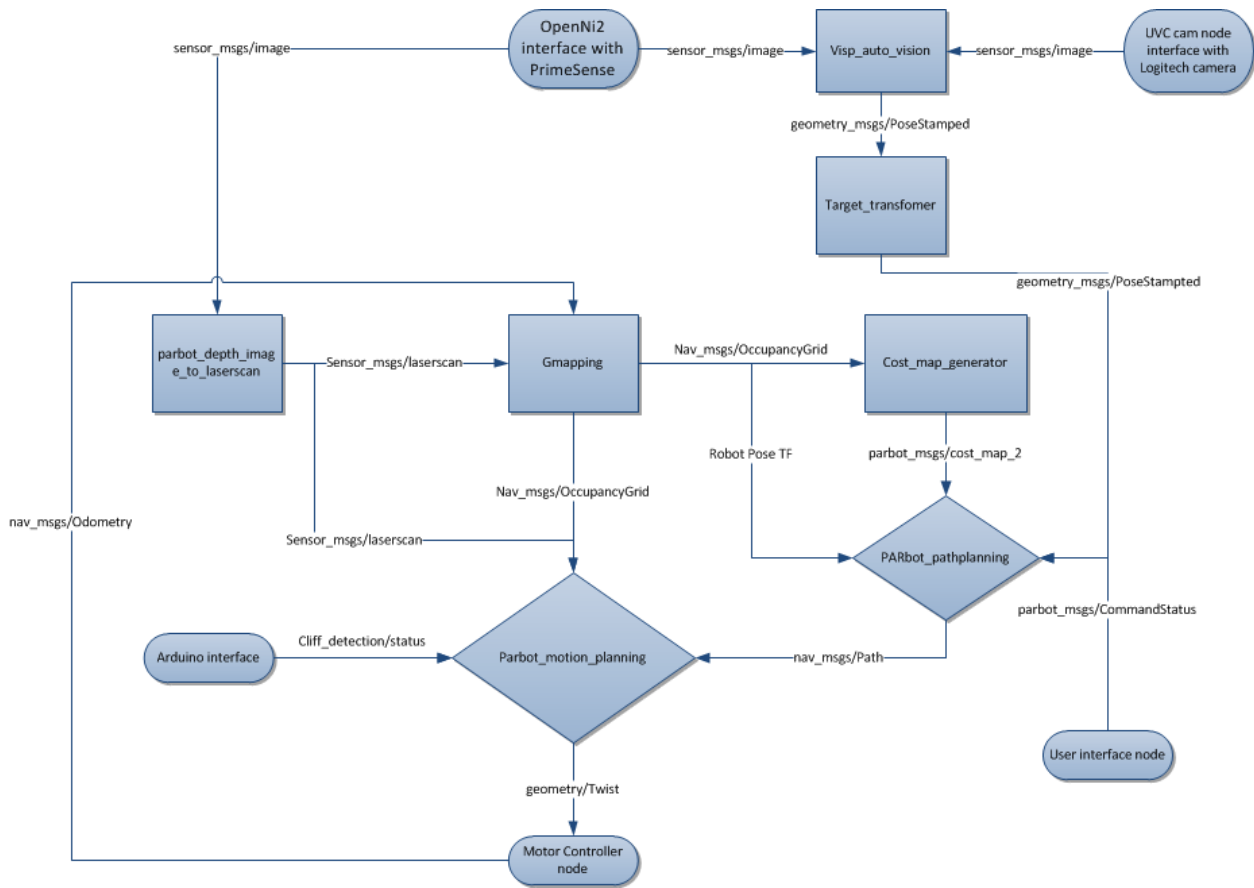 OpenNi2
interface with
PrimeSense
UVC cam node
interface with
Logitech camera
sensor_msgs/image
sensor_msgs/image
Visp_auto_vision
sensor_msgs/image
geometry_msgs/PoseStamped
Target_transfomer
geometry_msgs/PoseStampted
parbot_depth_imag
e_to_laserscan
Sensor_msgs/laserscan
Gmapping
Nav_msgs/OccupancyGrid
Cost_map_generator
Robot Pose TF
parbot_msgs/cost_map_2
Nav_msgs/OccupancyGrid
nav_msgs/Odometry
Sensor_msgs/laserscan
PARbot_pathplanning
parbot_msgs/CommandStatus
Arduino interface
Cliff_detection/status
Parbot_motion_planning
nav_msgs/Path
User interface node
geometry/Twist
Motor Controller
node